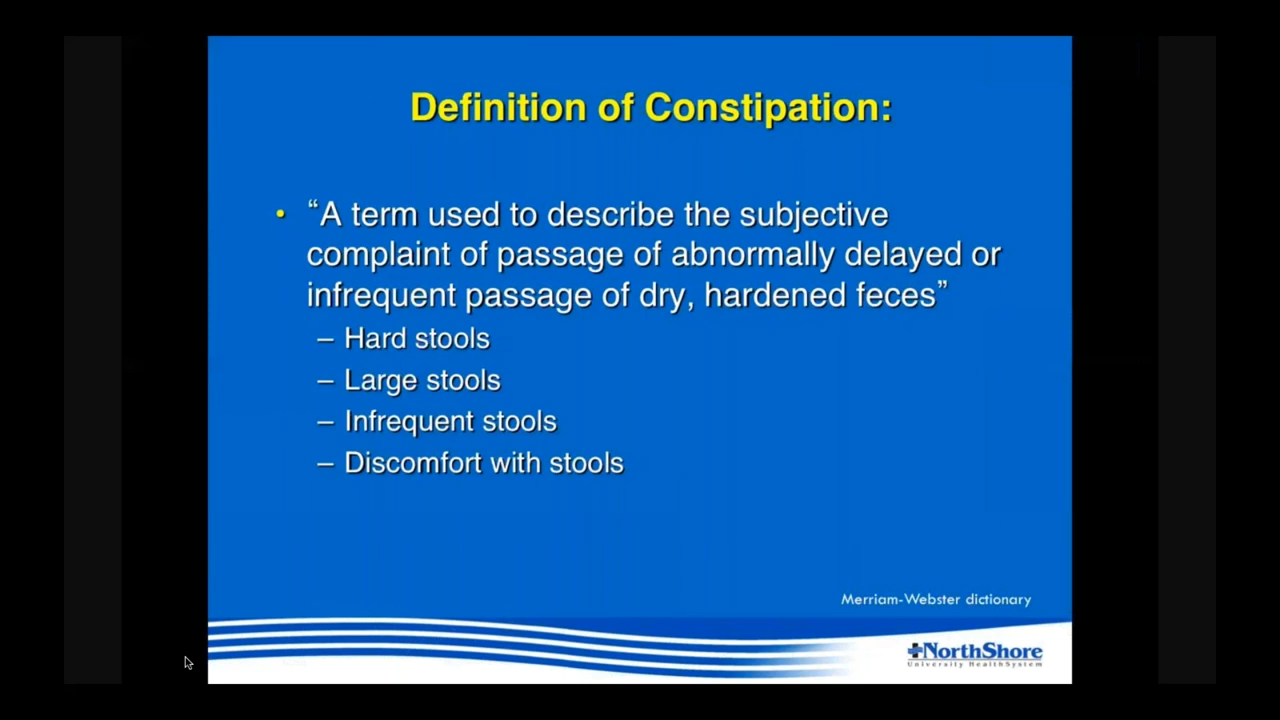 Definition of Constipation:
• “A term used to describe the subjective
complaint of passage of abnormally delayed or
infrequent passage of dry, hardened feces”
– Hard stools
– Large stools
– Infrequent stools
– Discomfort with stools
Merriam-Webster dictionary
NorthShore
University HealthSystem